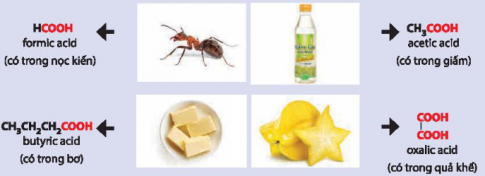 HCOOH
formic acid
(có trong nọc kiến)
CH₃COOH
acetic acid
(có trong giấm)
CH₃CH₂CH₂COOH
butyric acid
(có trong bơ)
COOH
COOH
oxalic acid
(có trong quả khế)